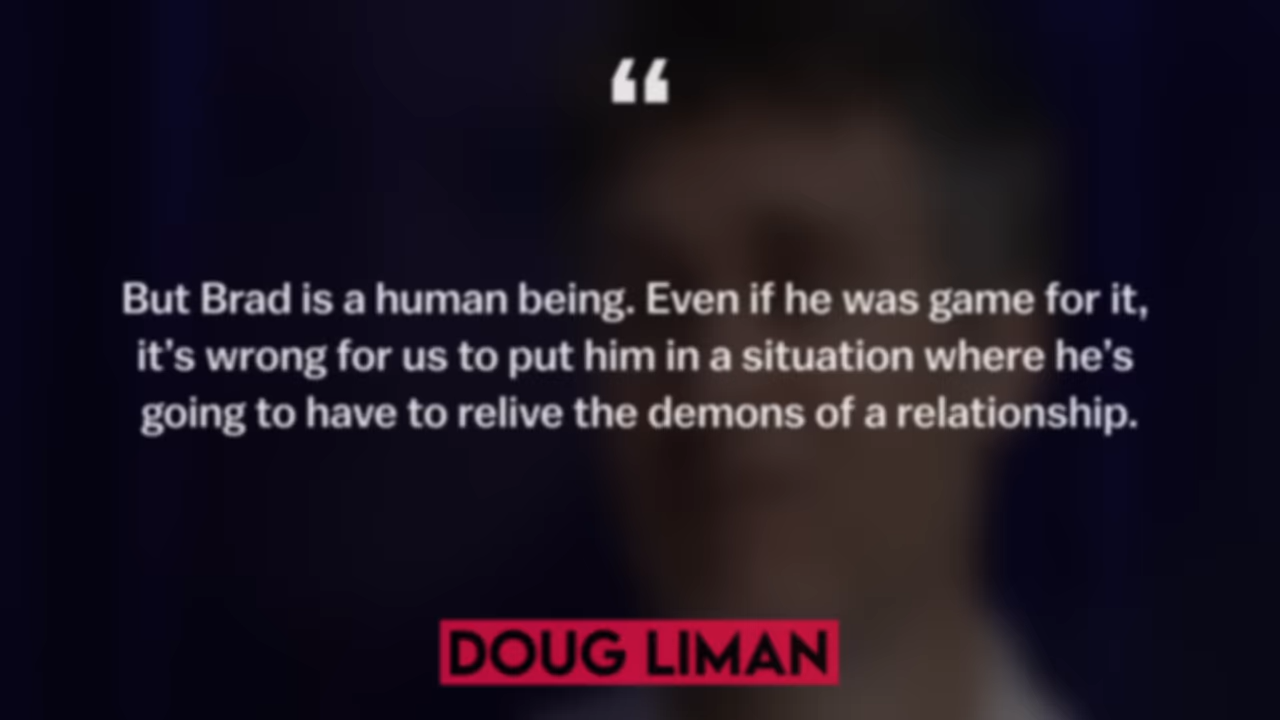 “
But Brad is a human being. Even if he was game for it,
it’s wrong for us to put him in a situation where he’s
going to have to relive the demons of a relationship.
DOUG LIMAN